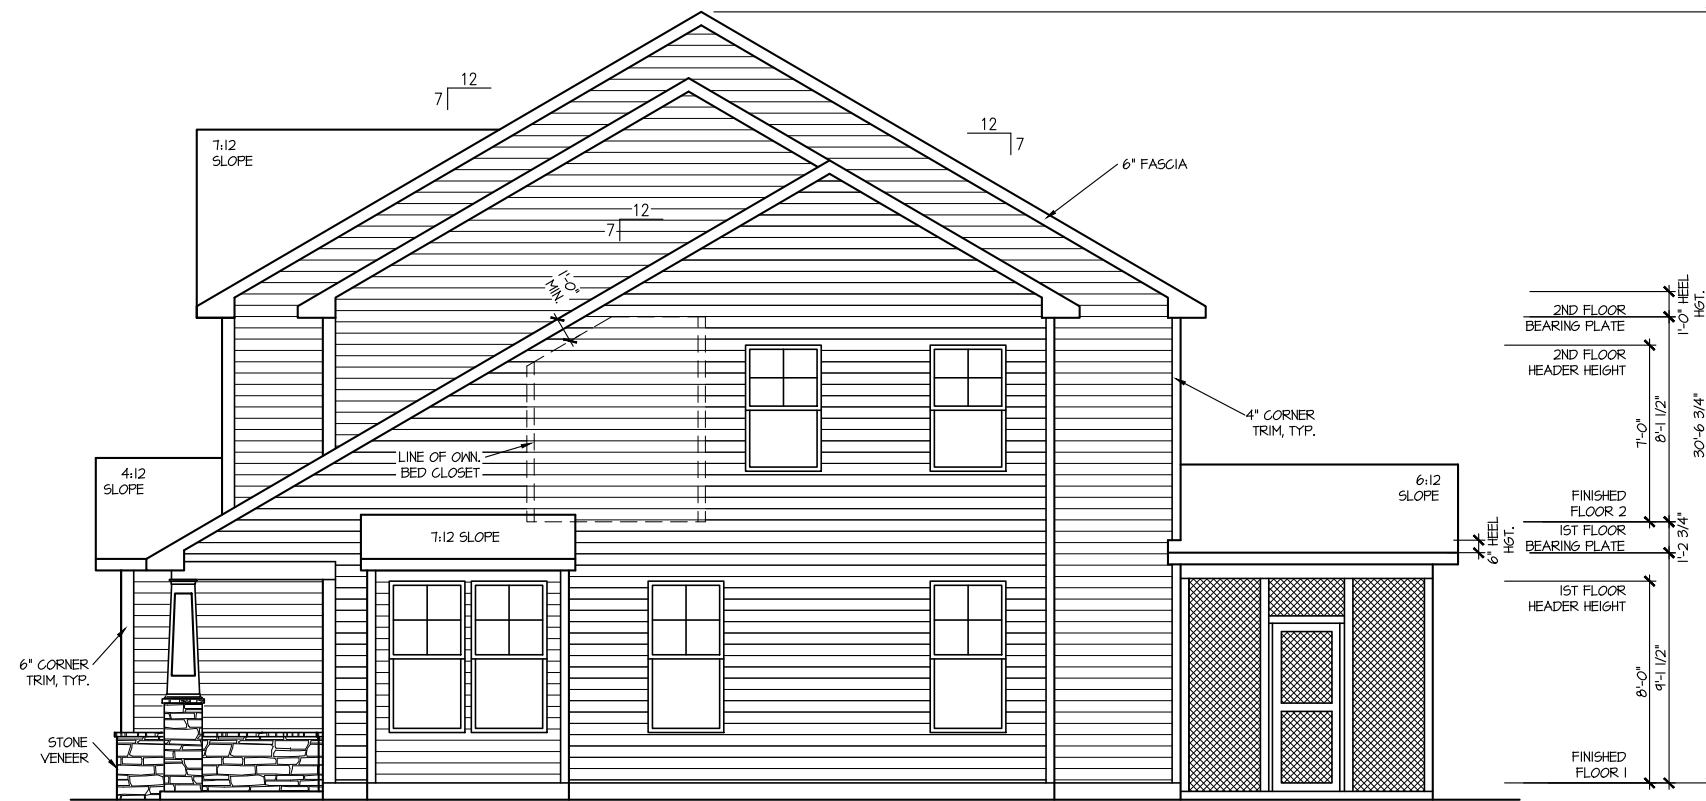 12
7
7:12
SLOPE
12
7
6" FASCIA
12
7
1'-0"
MIN.
1'-0" HEEL
HGT.
2ND FLOOR
BEARING PLATE
2ND FLOOR
HEADER HEIGHT
4" CORNER
TRIM, TYP.
7'-0"
8'-1 1/2"
30'-6 3/4"
LINE OF OWN.
BED CLOSET
4:12
SLOPE
6:12
SLOPE
FINISHED
FLOOR 2
1ST FLOOR
BEARING PLATE
1'-2 3/4"
6" HEEL
HGT.
7:12 SLOPE
1ST FLOOR
HEADER HEIGHT
6" CORNER
TRIM, TYP.
8'-0"
9'-1 1/2"
STONE
VENEER
FINISHED
FLOOR 1